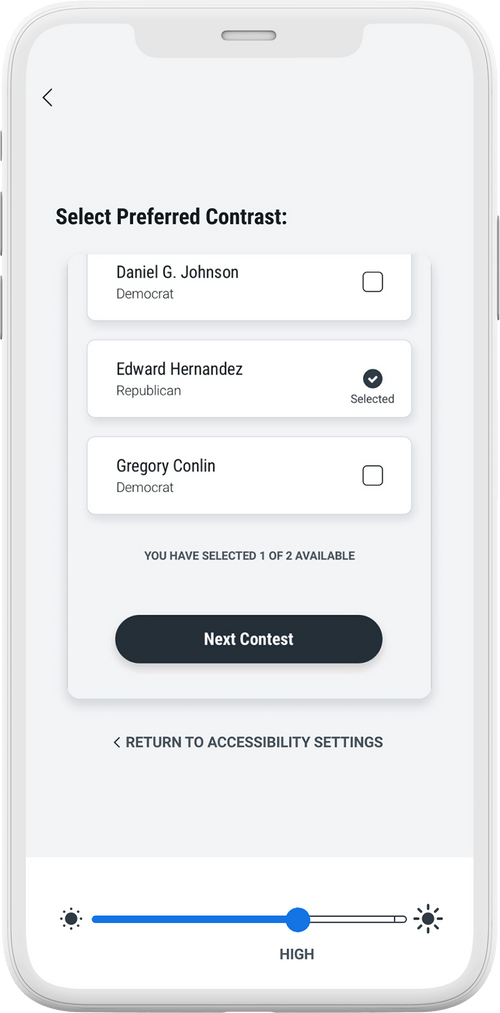 Select Preferred Contrast:
Daniel G. Johnson
Democrat
Edward Hernandez
Republican
Selected
Gregory Conlin
Democrat
YOU HAVE SELECTED 1 OF 2 AVAILABLE
Next Contest
RETURN TO ACCESSIBILITY SETTINGS
HIGH